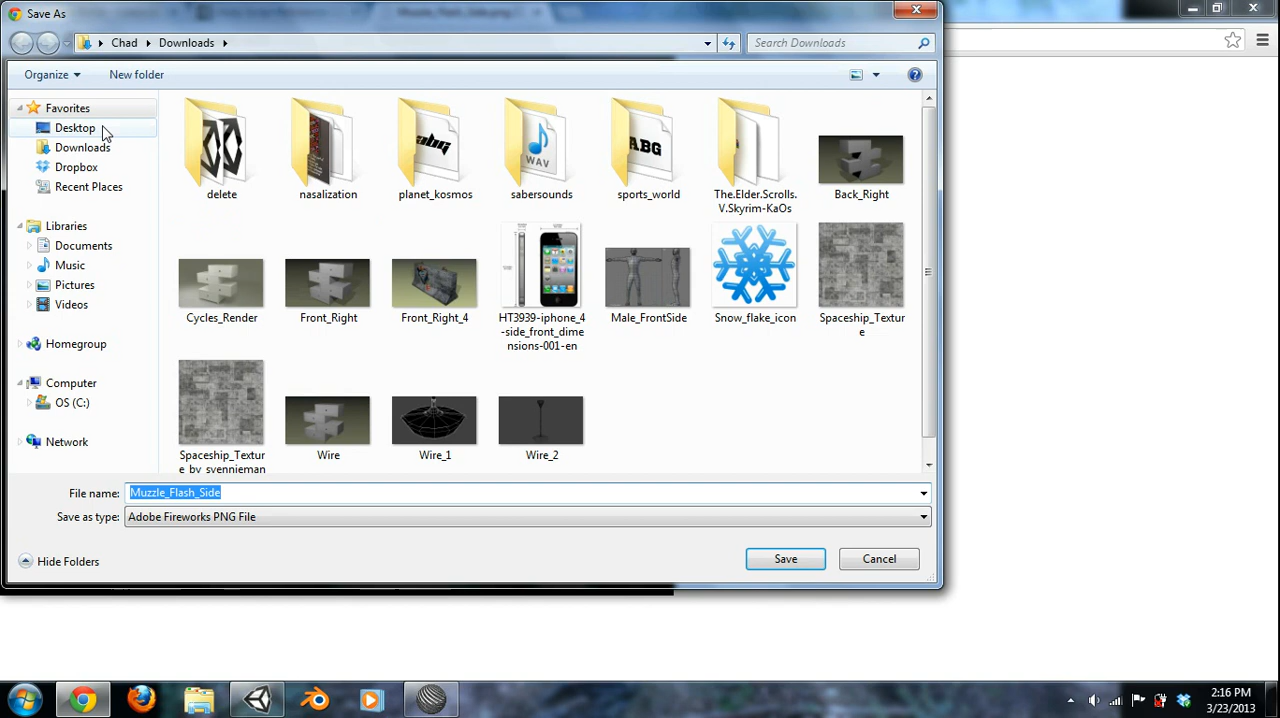 Save As
Chad
Downloads
Search Downloads
Organize
New folder
Favorites
Desktop
Downloads
Dropbox
Recent Places
Libraries
Documents
Music
Pictures
Videos
Homegroup
Computer
OS (C:)
Network
delete
nasalization
abg
planet_kosmos
WAV
sabersounds
ABG
sports_world
The.Elder.Scrolls.
V.Skyrim-KaOs
Back_Right
Cycles_Render
Front_Right
Front_Right_4
HT3939-iphone_4
-side_front_dime
nsions-001-en
Male_FrontSide
Snow_flake_icon
Spaceship_Textur
e
Spaceship_Textur
e_by_svennieman
Wire
Wire_1
Wire_2
File name:
Muzzle_Flash_Side
Save as type:
Adobe Fireworks PNG File
Hide Folders
Save
Cancel
2:16 PM
3/23/2013